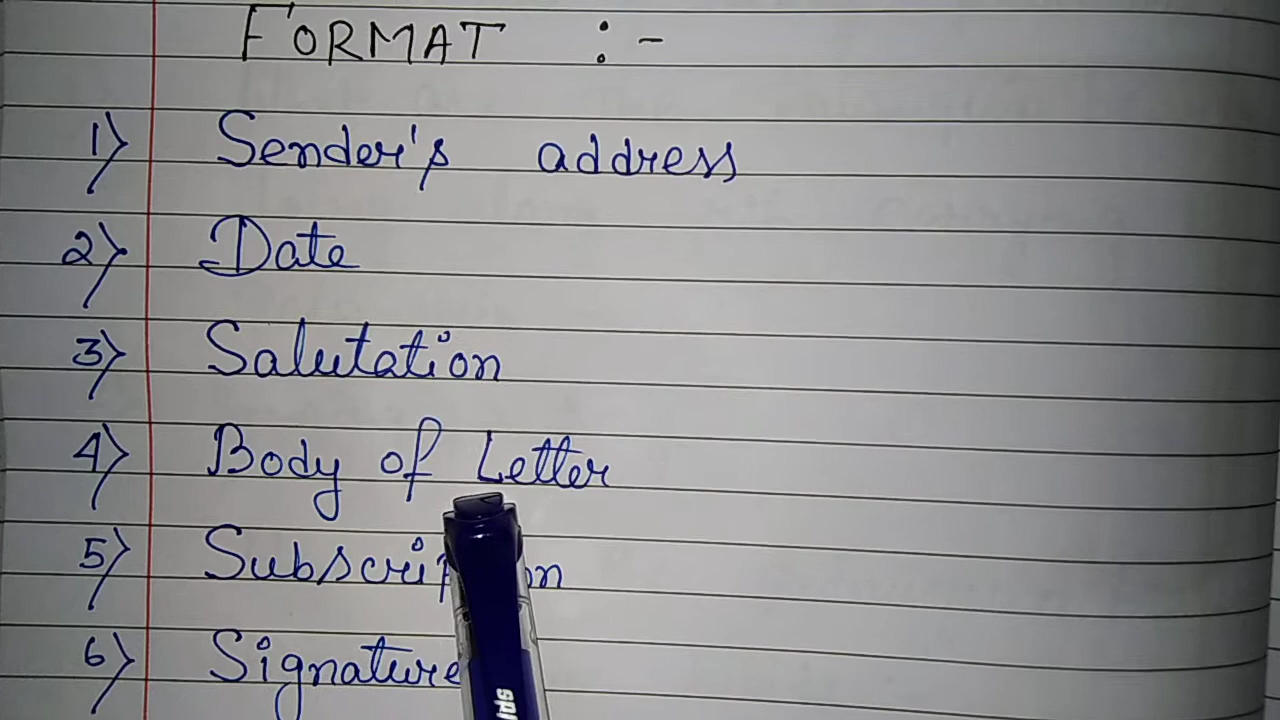 FORMAT :-
1) Sender's address
2) Date
3) Salutation
4) Body of Letter
5)
6) Signature